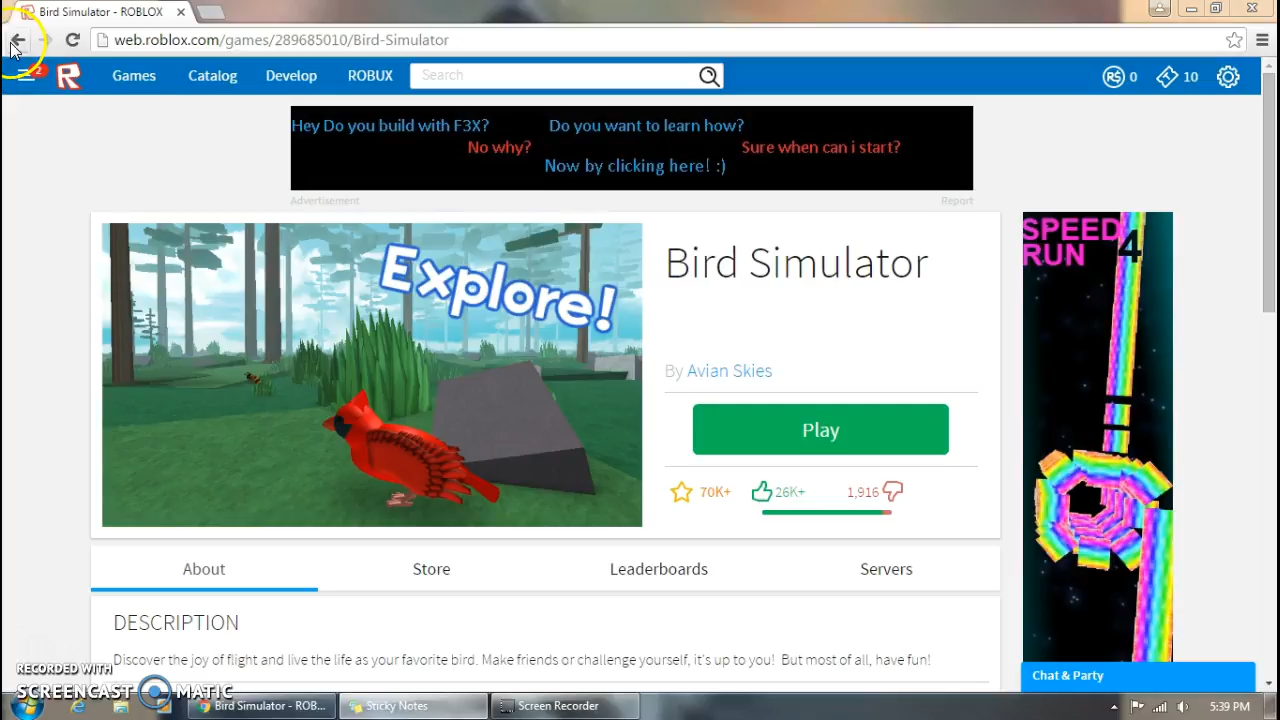 Bird Simulator - ROBLOX
web.roblox.com/games/289685010/Bird-Simulator
2 R Games Catalog Develop ROBUX Search R$ 0 10
Hey Do you build with F3X? Do you want to learn how?
No why? Sure when can i start?
Now by clicking here! :)
Advertisement Report
Explore!
Bird Simulator
By Avian Skies
Play
70K+ 26K+ 1,916
SPEED
RUN 4
About Store Leaderboards Servers
DESCRIPTION
Discover the joy of flight and live the life as your favorite bird. Make friends or challenge yourself, it's up to you! But most of all, have fun!
Chat & Party
RECORDED WITH
SCREENCAST MATIC
Bird Simulator - ROB... Sticky Notes Screen Recorder 5:39 PM